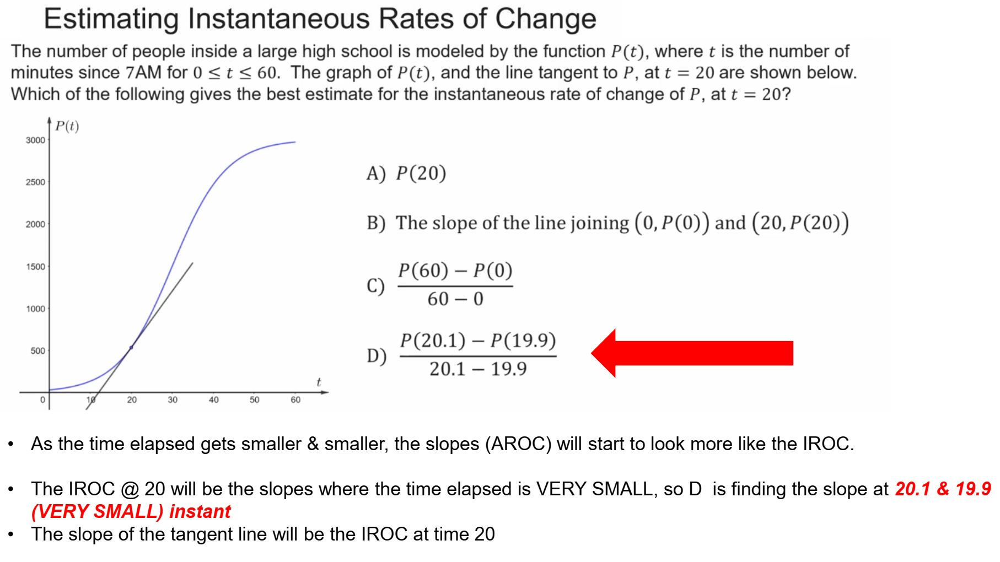 Estimating Instantaneous Rates of Change
The number of people inside a large high school is modeled by the function P(t), where t is the number of
minutes since 7AM for 0 ≤ t ≤ 60. The graph of P(t), and the line tangent to P, at t = 20 are shown below.
Which of the following gives the best estimate for the instantaneous rate of change of P, at t = 20?
P(t)
3000
2500
2000
1500
1000
500
t
0 10 20 30 40 50 60
A) P(20)
B) The slope of the line joining (0, P(0)) and (20, P(20))
C) P(60) − P(0)
60 − 0
D) P(20.1) − P(19.9)
20.1 − 19.9
• As the time elapsed gets smaller & smaller, the slopes (AROC) will start to look more like the IROC.
• The IROC @ 20 will be the slopes where the time elapsed is VERY SMALL, so D is finding the slope at 20.1 & 19.9
(VERY SMALL) instant
• The slope of the tangent line will be the IROC at time 20